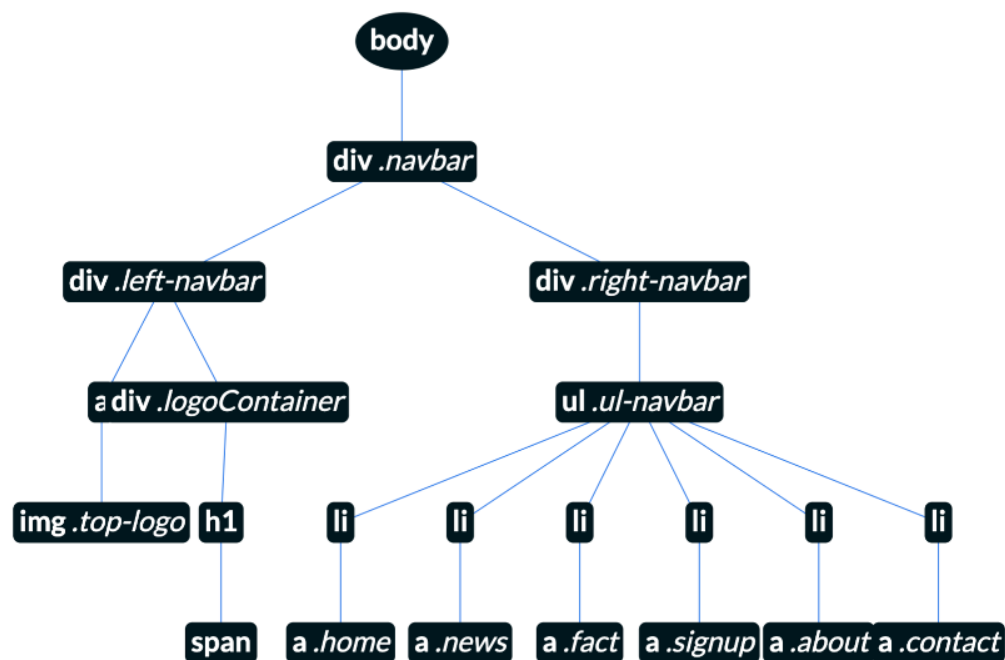 body
div .navbar
div .left-navbar div .right-navbar
a div .logoContainer ul .ul-navbar
img .top-logo h1 li li li li li li
span a .home a .news a .fact a .signup a .about a .contact